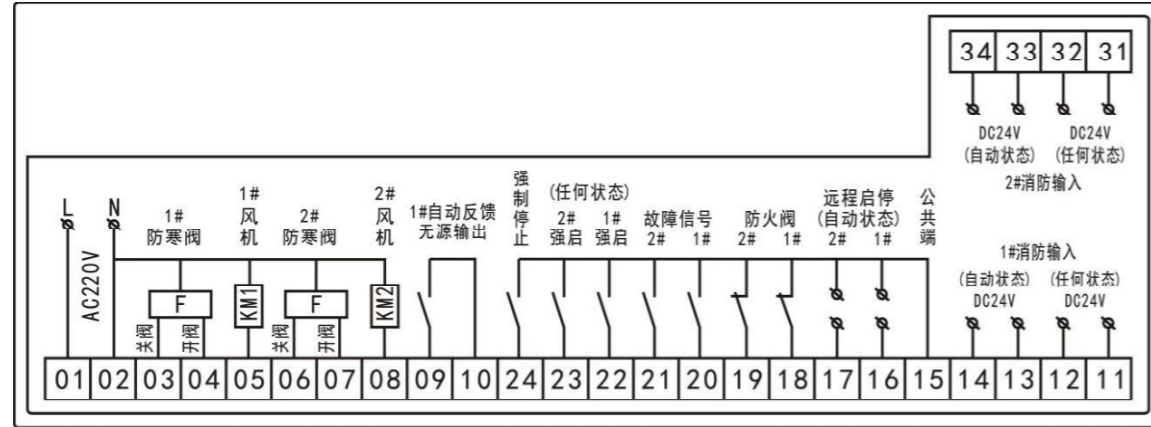 34 33 32 31
DC24V DC24V
(自动状态) (任何状态)
2#消防输入
L N
AC220V
1#
防寒阀
1#
风
机
2#
防寒阀
2#
风
机
1#自动反馈
无源输出
强
制
停
止
(任何状态)
2# 1#
强启 强启
故障信号
2# 1#
防火阀
2# 1#
远程启停
(自动状态)
2# 1#
公
共
端
1#消防输入
(自动状态) (任何状态)
DC24V DC24V
F KM1 F KM2
关阀 开阀 关阀 开阀
01 02 03 04 05 06 07 08 09 10 24 23 22 21 20 19 18 17 16 15 14 13 12 11